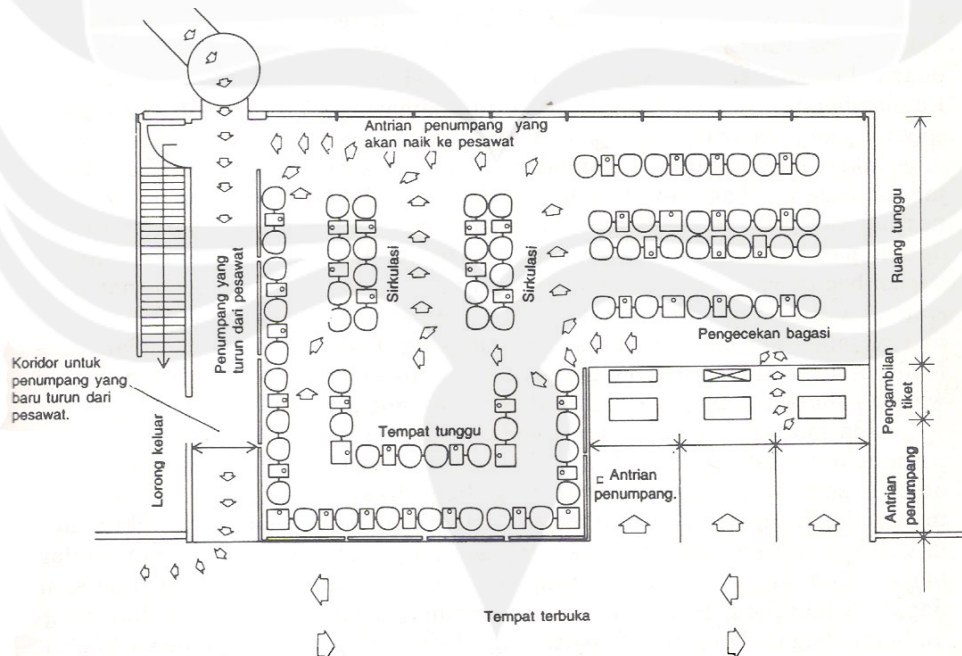 Antrian penumpang yang
akan naik ke pesawat
Penumpang yang
turun dari pesawat
Sirkulasi
Sirkulasi
Ruang tunggu
Pengecekan bagasi
Koridor untuk
penumpang yang
baru turun dari
pesawat.
Pengambilan
tiket
Tempat tunggu
Lorong keluar
Antrian
penumpang.
Antrian
penumpang
Tempat terbuka